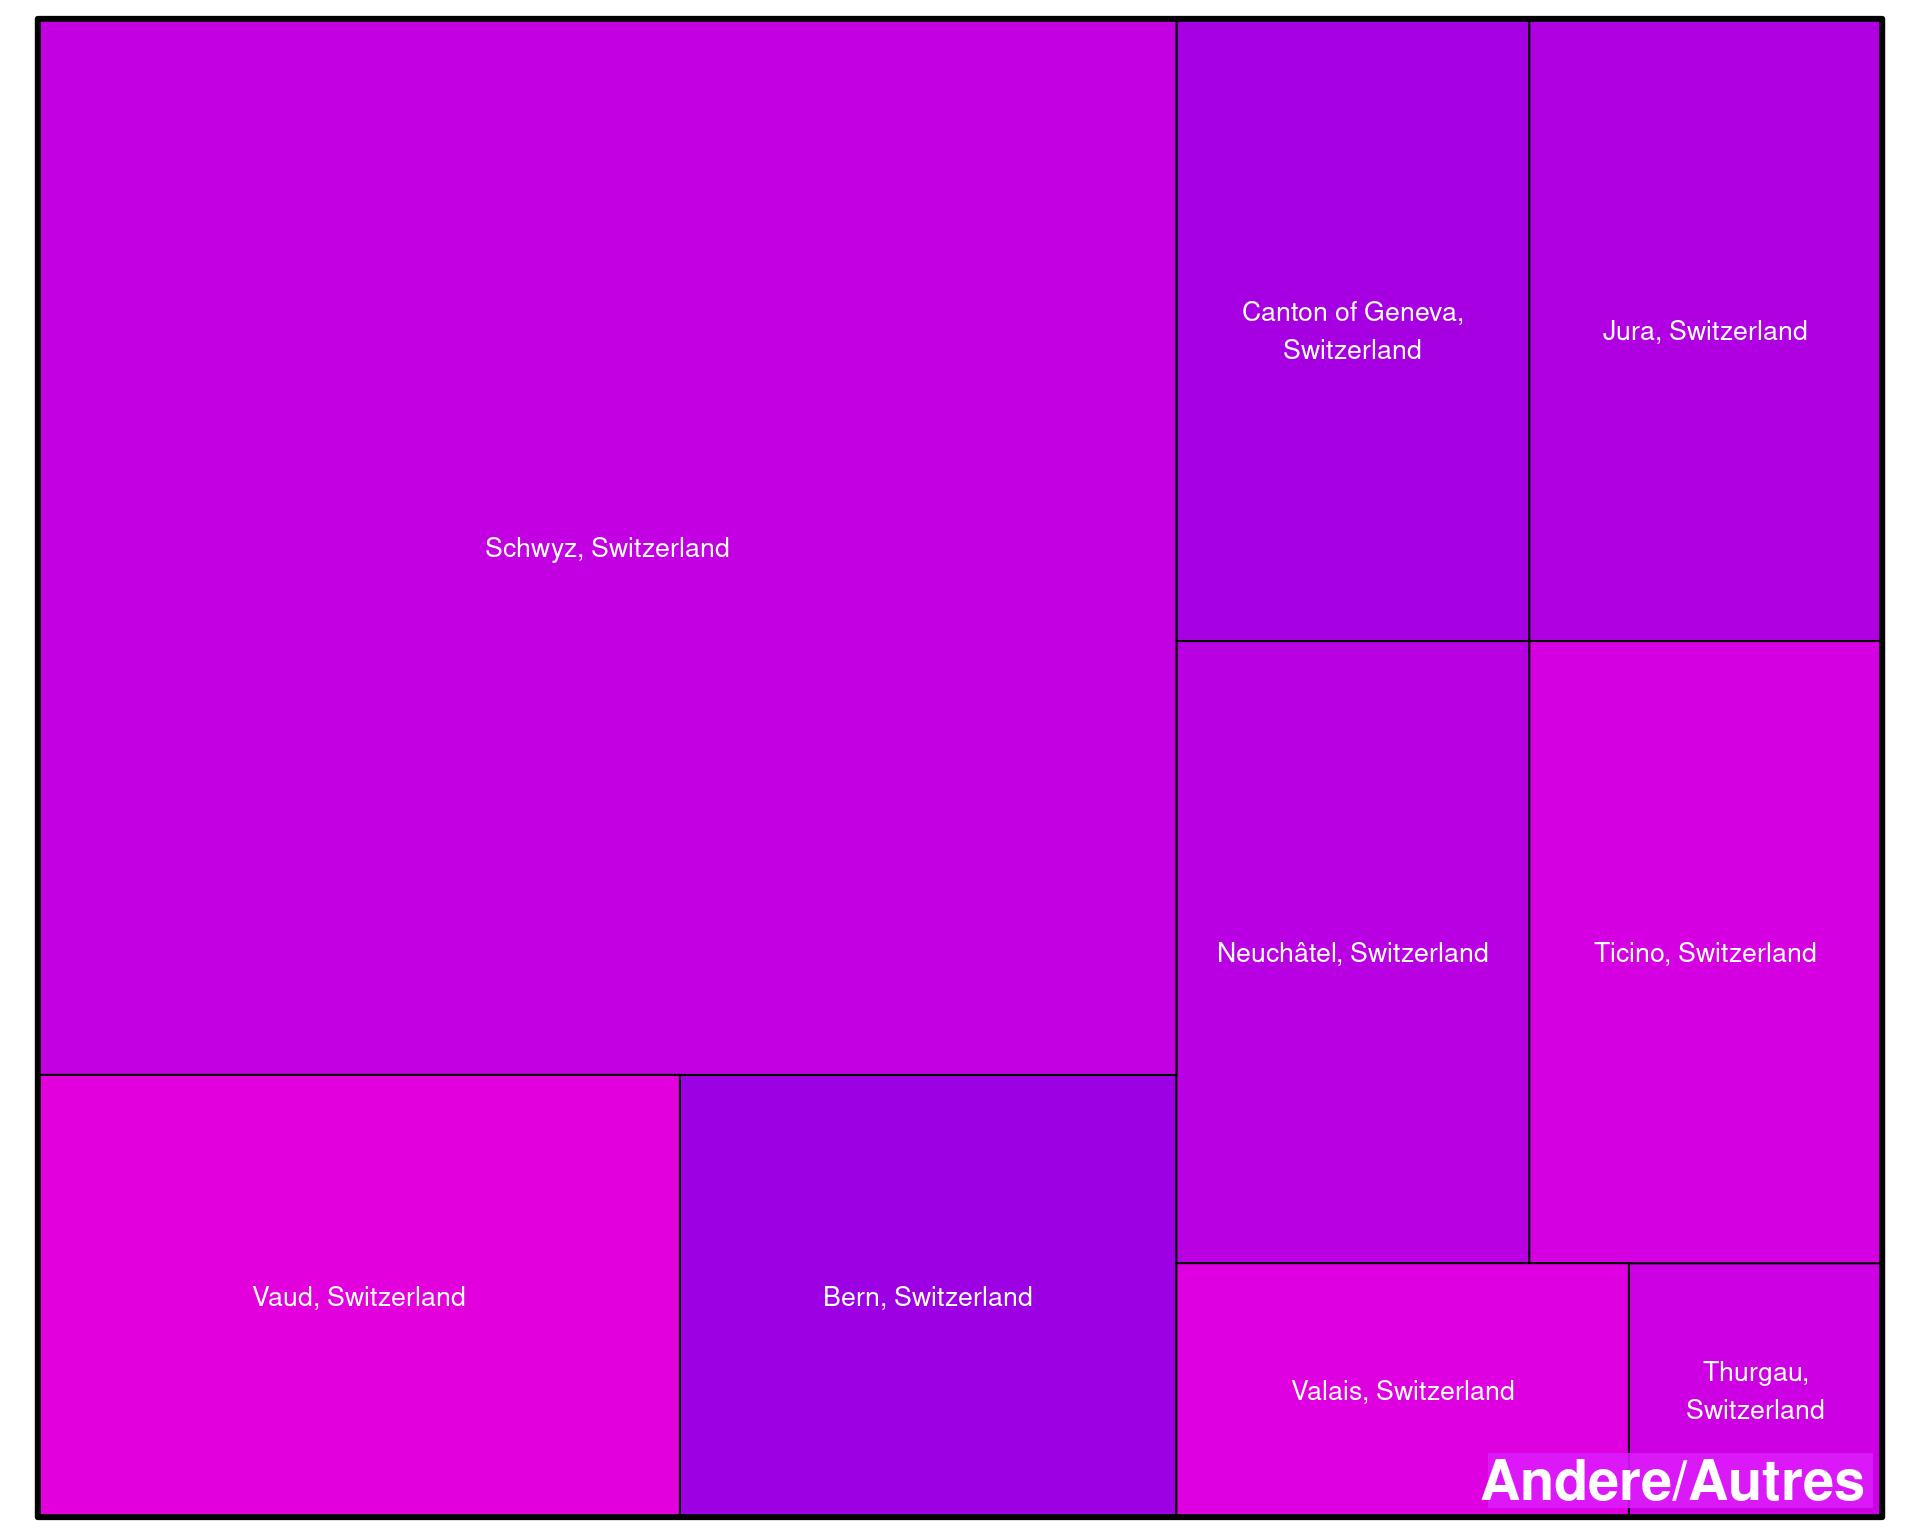 Canton of Geneva,
Switzerland
Jura, Switzerland
Schwyz, Switzerland
Neuchâtel, Switzerland
Ticino, Switzerland
Vaud, Switzerland
Bern, Switzerland
Valais, Switzerland
Thurgau,
Switzerland
Andere/Autres